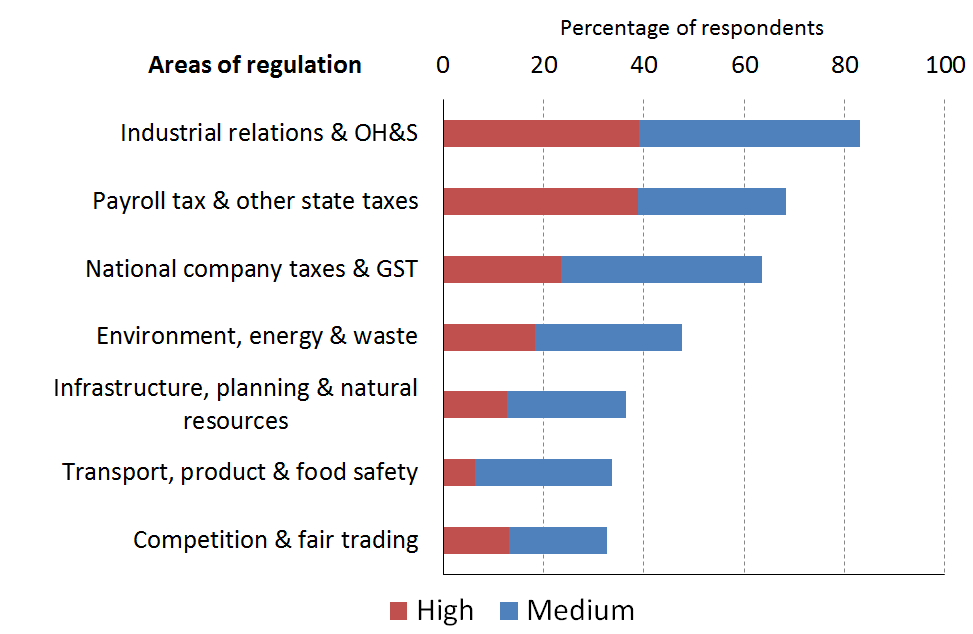 Percentage of respondents
Areas of regulation
0 20 40 60 80 100
Industrial relations & OH&S
Payroll tax & other state taxes
National company taxes & GST
Environment, energy & waste
Infrastructure, planning & natural
resources
Transport, product & food safety
Competition & fair trading
High Medium